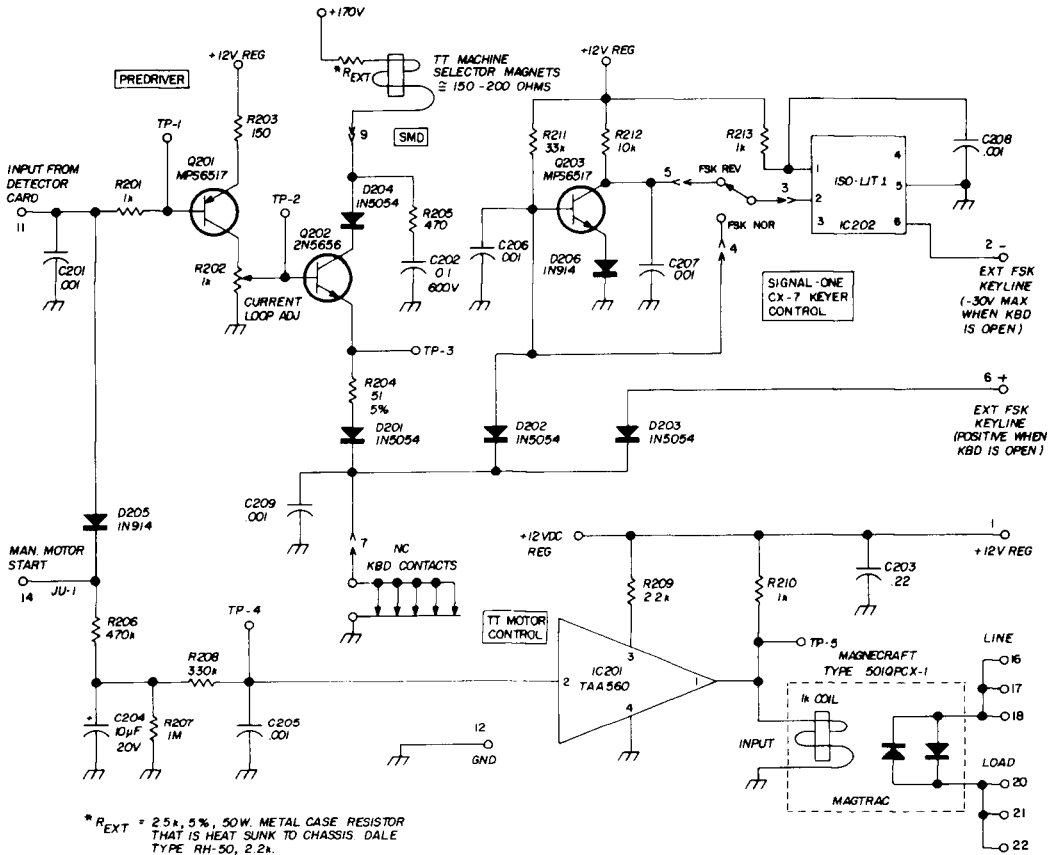 +170V
+12V REG
PREDRIVER
*REXT
TT MACHINE
SELECTOR MAGNETS
≅ 150-200 OHMS
+12V REG
TP-1
R203
150
9
SMD
R211
33k
R212
10k
R213
1k
C208
.001
INPUT FROM
DETECTOR
CARD
11
R201
1k
Q201
MPS6517
TP-2
D204
1N5054
Q203
MPS6517
5
FSK REV
3
1
2
3
4
5
6
ISO-LIT 1
IC202
C201
.001
R202
1k
CURRENT
LOOP ADJ
Q202
2N5656
R205
470
C202
0.1
600V
C206
.001
D206
1N914
C207
.001
FSK NOR
4
SIGNAL-ONE
CX-7 KEYER
CONTROL
2 -
EXT FSK
KEYLINE
(-30V MAX
WHEN KBD
IS OPEN)
TP-3
R204
51
5%
D201
1N5054
D202
1N5054
D203
1N5054
6 +
EXT FSK
KEYLINE
(POSITIVE WHEN
KBD IS OPEN)
C209
.001
D205
1N914
7
NC
KBD CONTACTS
+12 VDC
REG
1
+12V REG
MAN. MOTOR
START
14
JU-1
R209
2.2k
R210
1k
C203
.22
R206
470k
TP-4
TT MOTOR
CONTROL
TP-5
R208
330k
2
3
IC201
TAA560
1
4
MAGNECRAFT
TYPE 501QPCX-1
LINE
16
17
18
C204
10µF
20V
R207
1M
C205
.001
12
GND
INPUT
1k COIL
MAGTRAC
LOAD
20
21
22
*REXT = 2.5k, 5%, 50W. METAL CASE RESISTOR
THAT IS HEAT SUNK TO CHASSIS. DALE
TYPE RH-50, 2.2k.